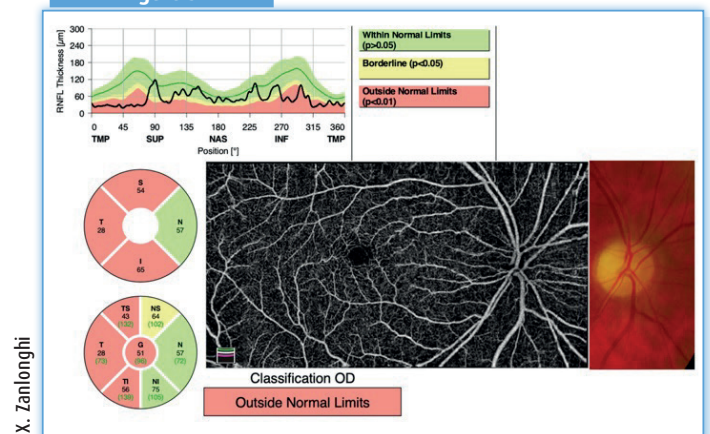 300
240
180
120
60
0
RNFL Thickness [µm]
0 45 90 135 180 225 270 315 360
TMP SUP NAS INF TMP
Position [°]
Within Normal Limits
(p>0.05)
Borderline (p<0.05)
Outside Normal Limits
(p<0.01)
S
54
T
28
N
57
I
65
TS
43
(132)
NS
64
(102)
T
28
(73)
G
51
N
57
(72)
TI
56
(138)
NI
75
(105)
Classification OD
Outside Normal Limits
X. Zanlonghi